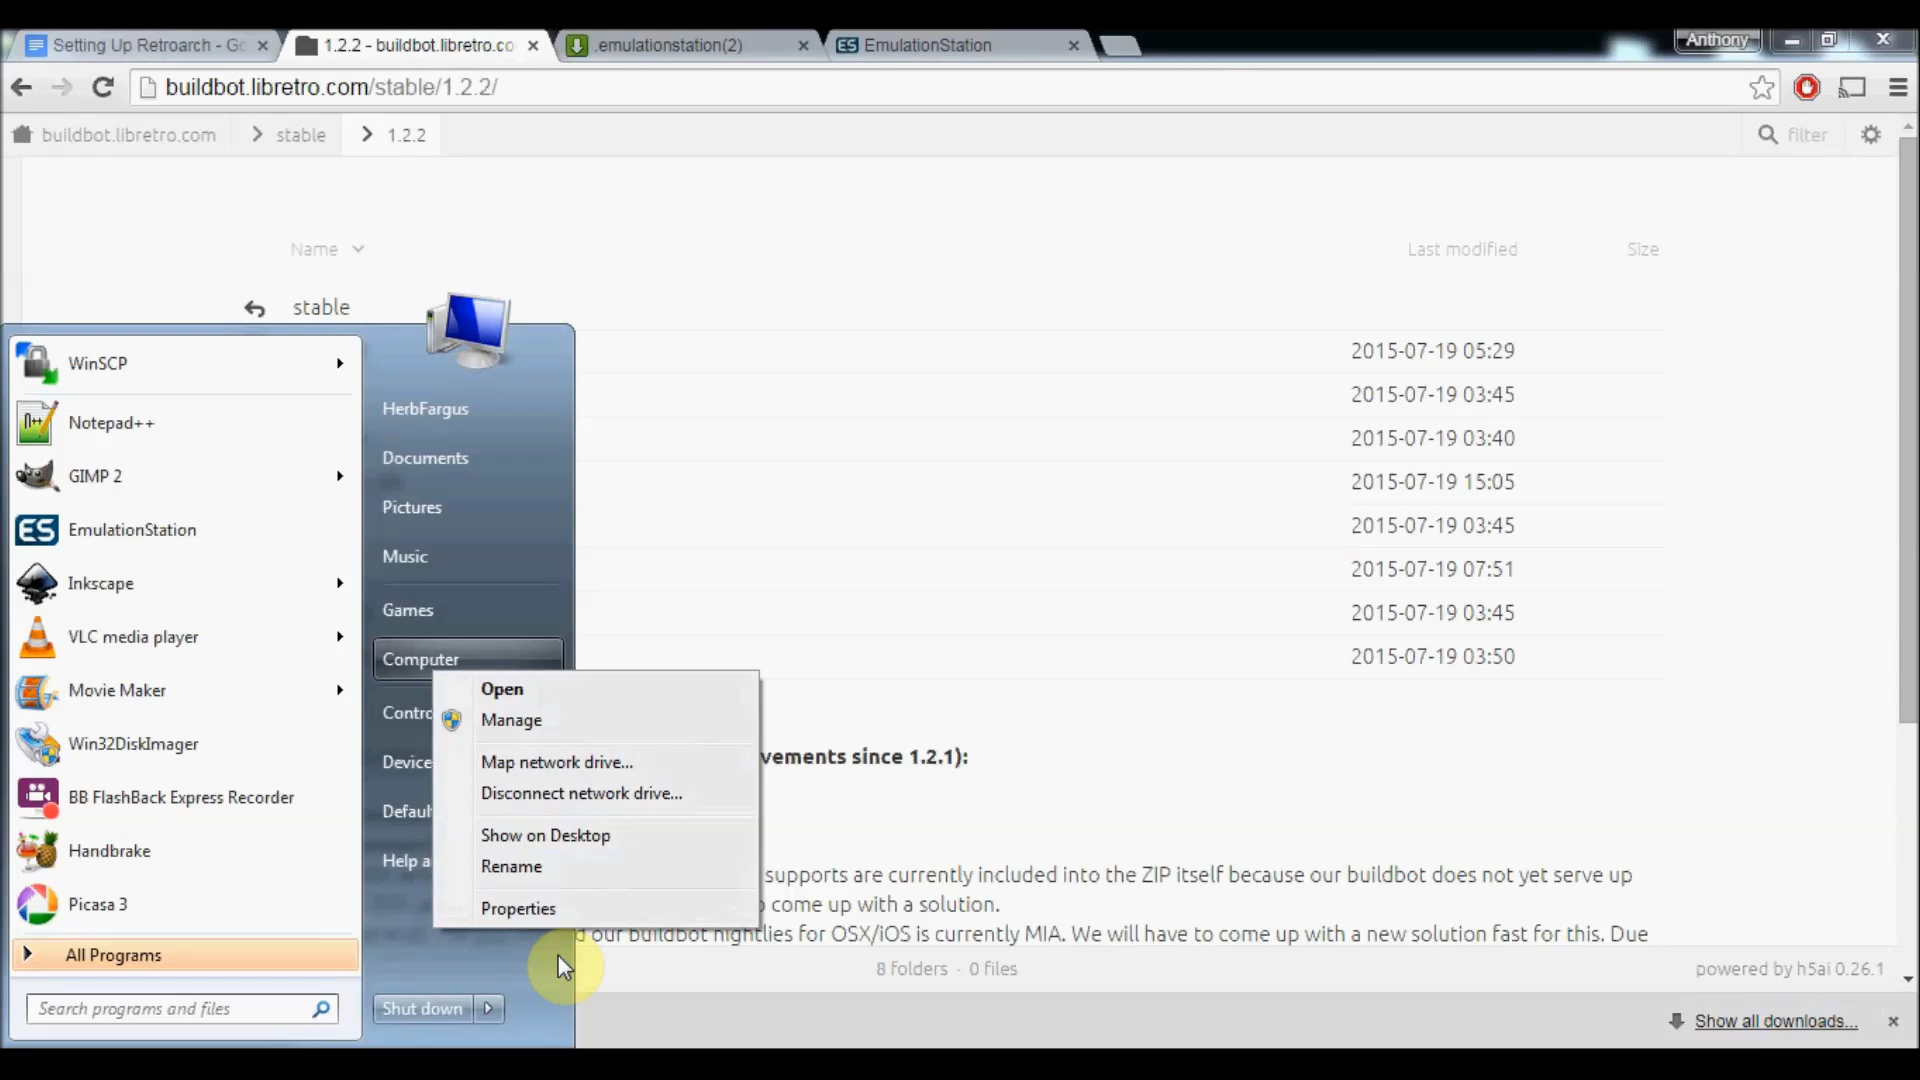 Setting Up Retroarch - Go
1.2.2 - buildbot.libretro.co
.emulationstation(2)
EmulationStation
Anthony
buildbot.libretro.com/stable/1.2.2/
buildbot.libretro.com
stable
1.2.2
filter
Name
Last modified
Size
stable
2015-07-19 05:29
2015-07-19 03:45
2015-07-19 03:40
2015-07-19 15:05
2015-07-19 03:45
2015-07-19 07:51
2015-07-19 03:45
2015-07-19 03:50
WinSCP
Notepad++
GIMP 2
EmulationStation
Inkscape
VLC media player
Movie Maker
Win32DiskImager
BB FlashBack Express Recorder
Handbrake
Picasa 3
All Programs
Search programs and files
HerbFargus
Documents
Pictures
Music
Games
Computer
Contro
Device
Defaul
Help a
Shut down
Open
Manage
Map network drive...
Disconnect network drive...
Show on Desktop
Rename
Properties
vements since 1.2.1):
supports are currently included into the ZIP itself because our buildbot does not yet serve up
come up with a solution.
d our buildbot nightlies for OSX/iOS is currently MIA. We will have to come up with a new solution fast for this. Due
8 folders - 0 files
powered by h5ai 0.26.1
Show all downloads...